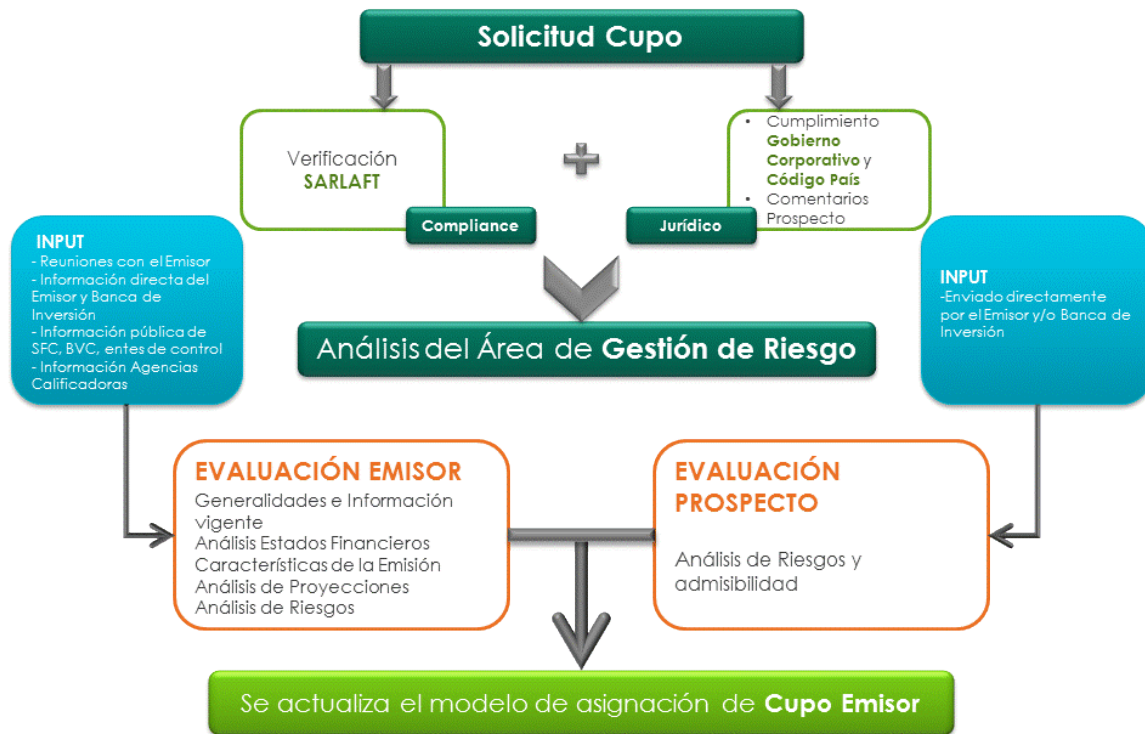 Solicitud Cupo
Verificación
SARLAFT
Compliance
• Cumplimiento
Gobierno
Corporativo y
Código País
• Comentarios
Prospecto
Jurídico
INPUT
- Reuniones con el Emisor
- Información directa del
Emisor y Banca de
Inversión
- Información pública de
SFC, BVC, entes de control
- Información Agencias
Calificadoras
INPUT
-Enviado directamente
por el Emisor y/o Banca de
Inversión
Análisis del Área de Gestión de Riesgo
EVALUACIÓN EMISOR
Generalidades e Información
vigente
Análisis Estados Financieros
Características de la Emisión
Análisis de Proyecciones
Análisis de Riesgos
EVALUACIÓN
PROSPECTO
Análisis de Riesgos y
admisibilidad
Se actualiza el modelo de asignación de Cupo Emisor